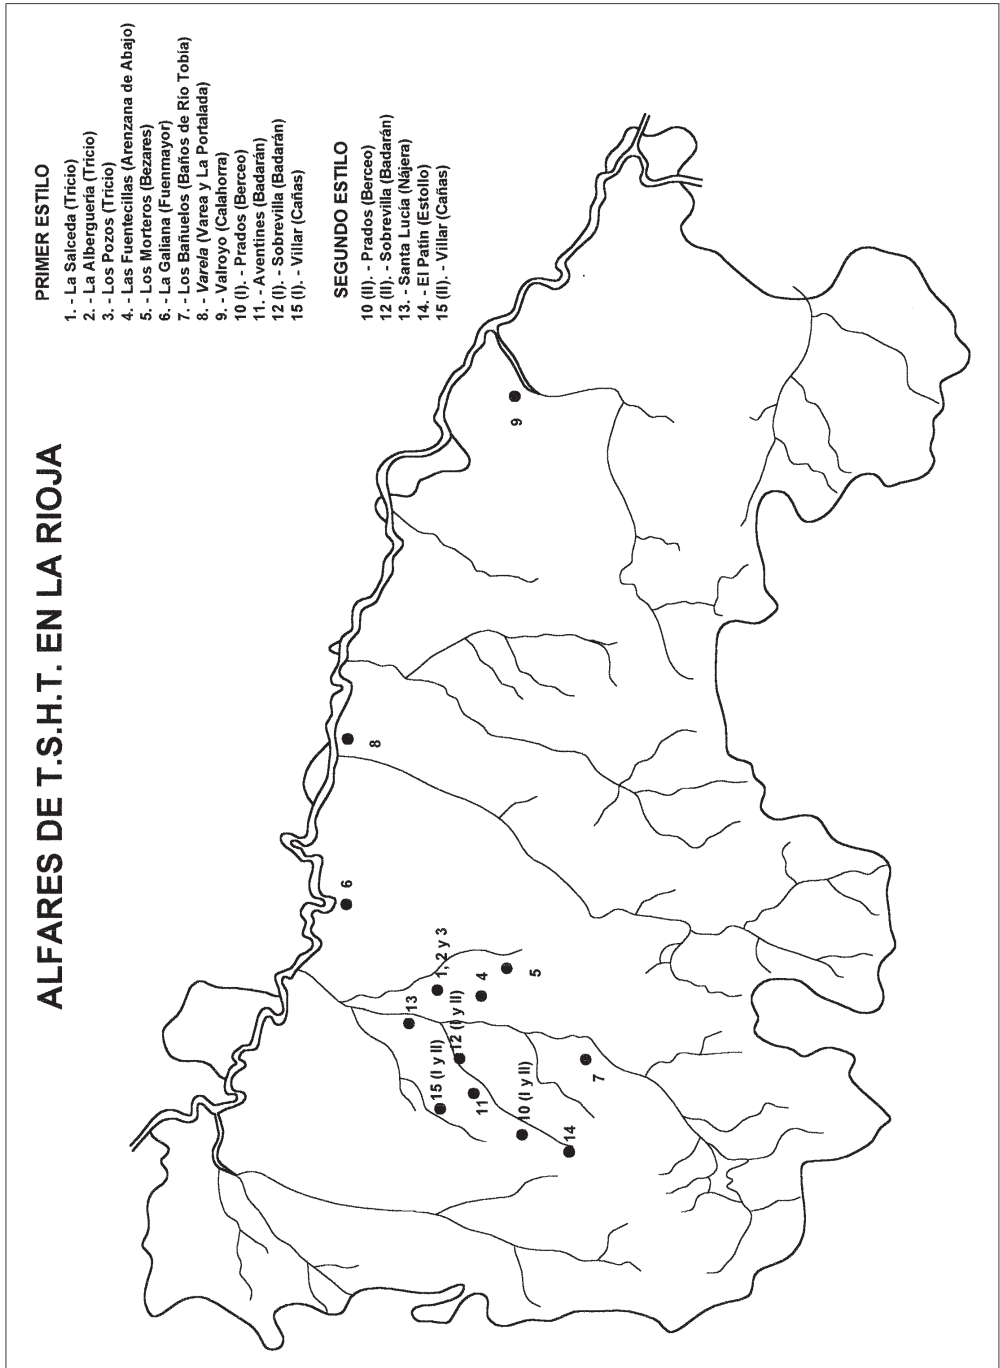 ALFARES DE T.S.H.T. EN LA RIOJA
PRIMER ESTILO
1. - La Salceda (Tricio)
2. - La Alberguería (Tricio)
3. - Los Pozos (Tricio)
4. - Las Fuentecillas (Arenzana de Abajo)
5. - Los Morteros (Bezares)
6. - La Galiana (Fuenmayor)
7. - Los Bañuelos (Baños de Río Tobía)
8. - Varela (Varea y La Portalada)
9. - Valroyo (Calahorra)
10 (I). - Prados (Berceo)
11. - Aventines (Badarán)
12 (I). - Sobrevilla (Badarán)
15 (I). - Villar (Cañas)
SEGUNDO ESTILO
10 (II). - Prados (Berceo)
12 (II). - Sobrevilla (Badarán)
13. - Santa Lucía (Nájera)
14. - El Patín (Estollo)
15 (II). - Villar (Cañas)
6
8
9
13
1, 2 y 3
15 (I y II)
12 (I y II)
4
11
5
10 (I y II)
14
7